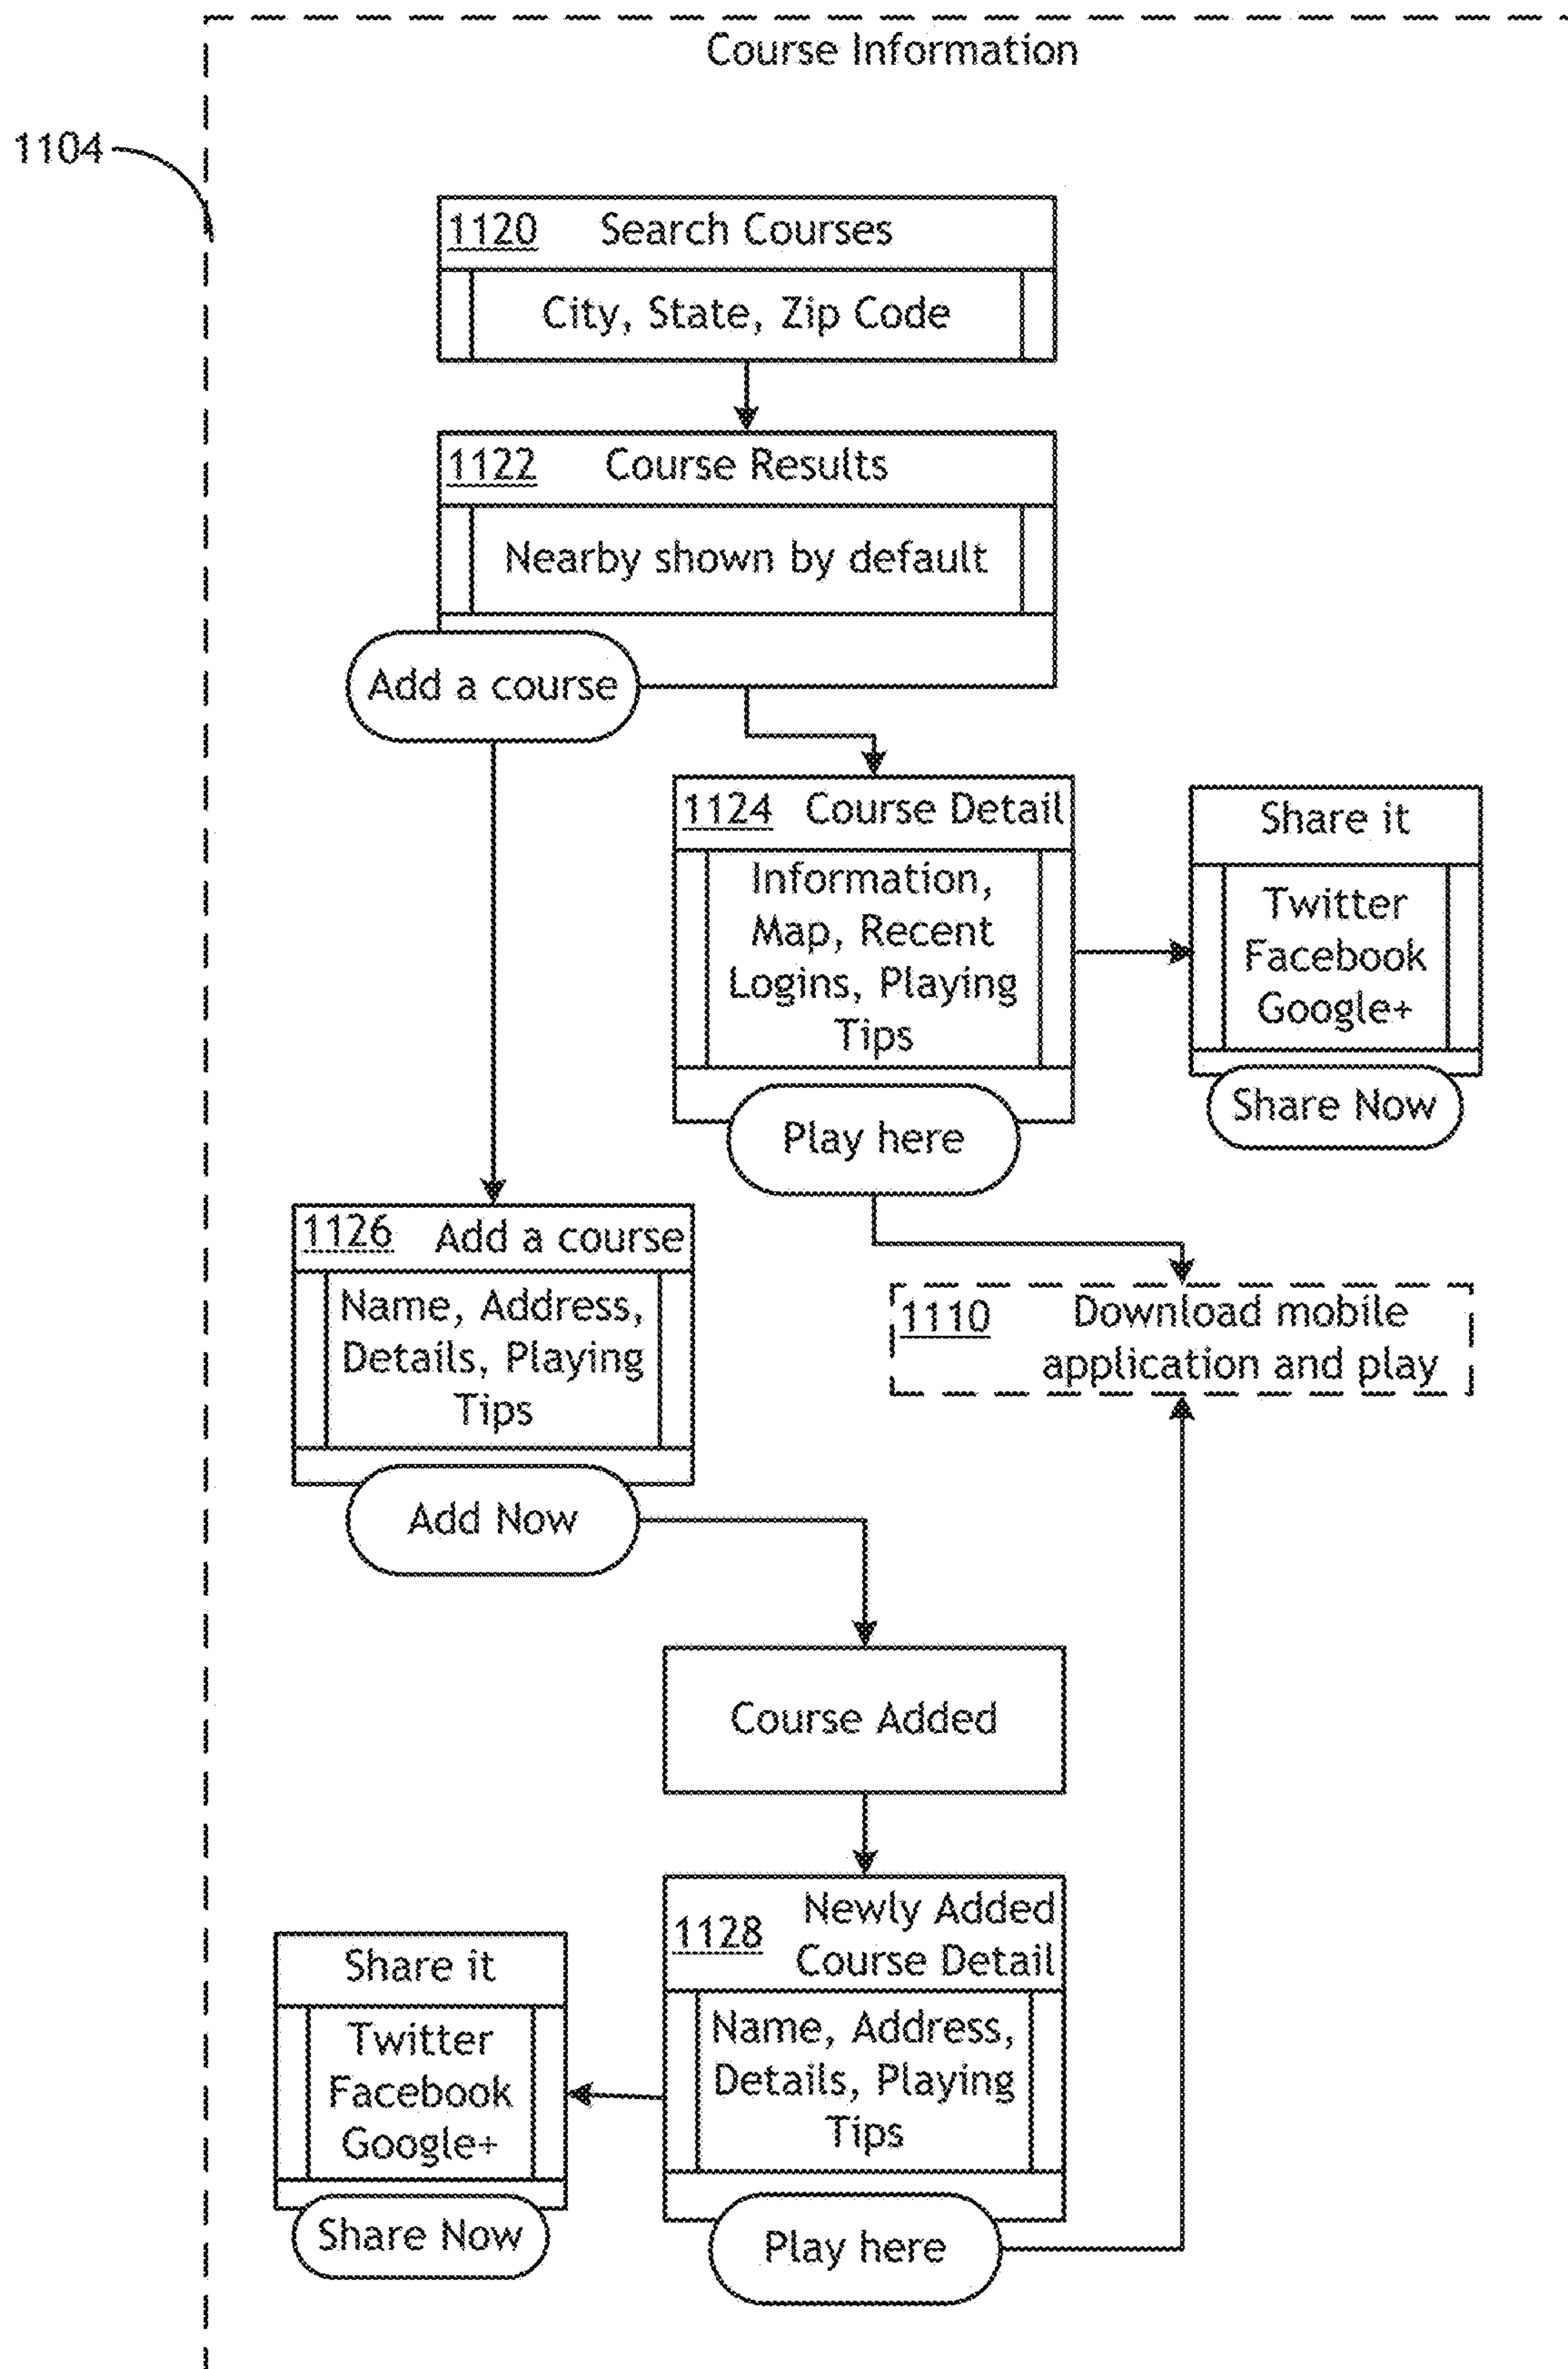 Course Information
1104
1120 Search Courses
City, State, Zip Code
1122 Course Results
Nearby shown by default
Add a course
1124 Course Detail
Information,
Map, Recent
Logins, Playing
Tips
Play here
Share it
Twitter
Facebook
Google+
Share Now
1126 Add a course
Name, Address,
Details, Playing
Tips
Add Now
1110 Download mobile
application and play
Course Added
1128 Newly Added
Course Detail
Name, Address,
Details, Playing
Tips
Play here
Share it
Twitter
Facebook
Google+
Share Now